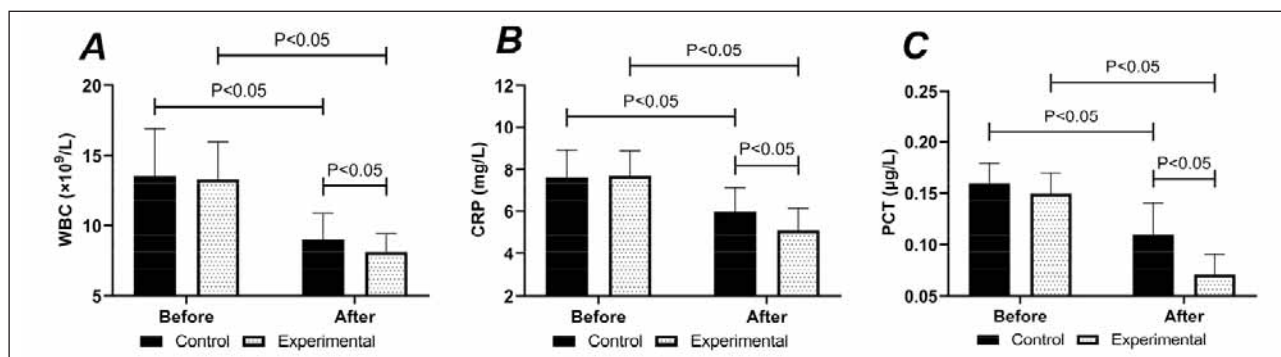 A
P<0.05
P<0.05
P<0.05
WBC (×10⁹/L)
20
15
10
5
Before After
Control Experimental
B
P<0.05
P<0.05
P<0.05
CRP (mg/L)
12
10
8
6
4
2
Before After
Control Experimental
C
P<0.05
P<0.05
P<0.05
PCT (μg/L)
0.25
0.20
0.15
0.10
0.05
Before After
Control Experimental